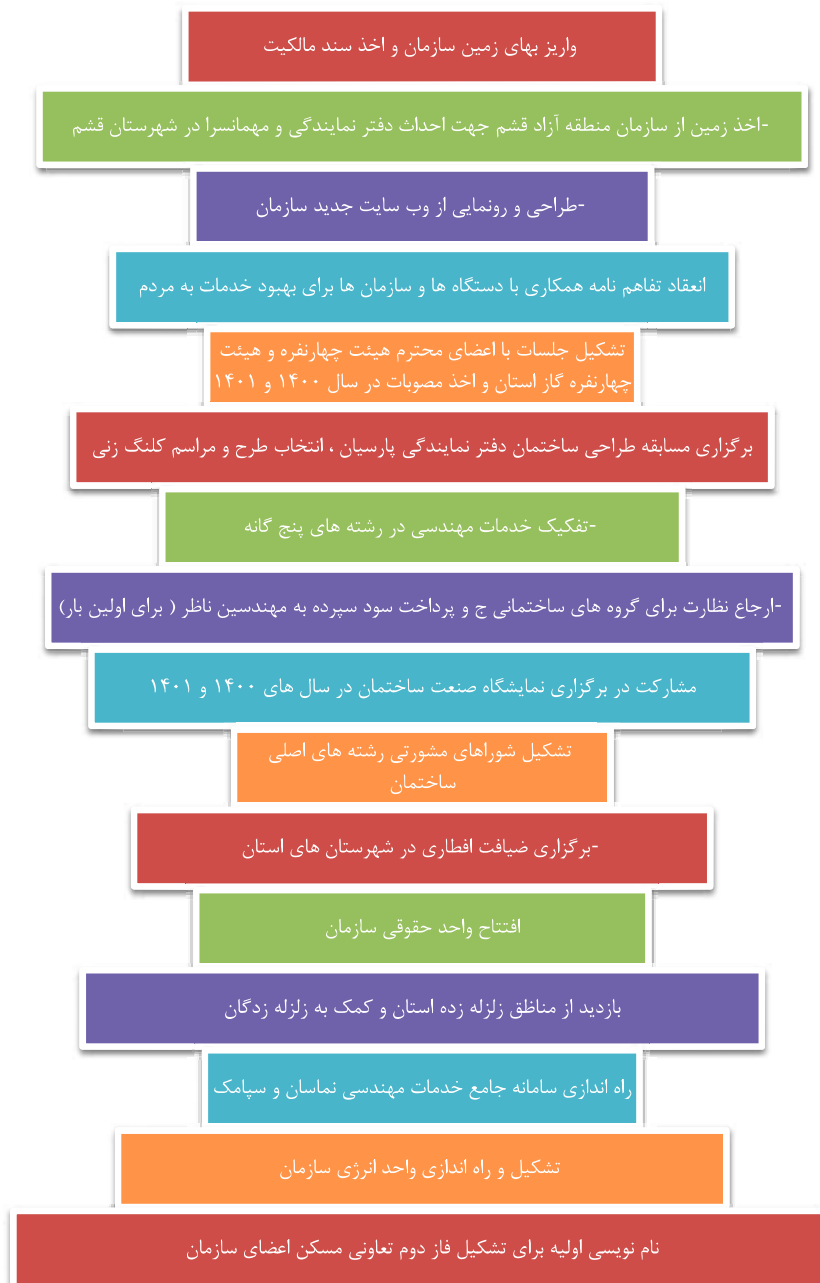 واریز بهای زمین سازمان و اخذ سند مالکیت
-اخذ زمین از سازمان منطقه آزاد قشم جهت احداث دفتر نمایندگی و مهمانسرا در شهرستان قشم
-طراحی و رونمایی از وب سایت جدید سازمان
انعقاد تفاهم نامه همکاری با دستگاه ها و سازمان ها برای بهبود خدمات به مردم
تشکیل جلسات با اعضای محترم هیئت چهارنفره و هیئت
چهارنفره گاز استان و اخذ مصوبات در سال ۱۴۰۰ و ۱۴۰۱
برگزاری مسابقه طراحی ساختمان دفتر نمایندگی پارسیان ، انتخاب طرح و مراسم کلنگ زنی
-تفکیک خدمات مهندسی در رشته های پنج گانه
-ارجاع نظارت برای گروه های ساختمانی ج و پرداخت سود سپرده به مهندسین ناظر ( برای اولین بار)
مشارکت در برگزاری نمایشگاه صنعت ساختمان در سال های ۱۴۰۰ و ۱۴۰۱
تشکیل شوراهای مشورتی رشته های اصلی
ساختمان
-برگزاری ضیافت افطاری در شهرستان های استان
افتتاح واحد حقوقی سازمان
بازدید از مناظق زلزله زده استان و کمک به زلزله زدگان
راه اندازی سامانه جامع خدمات مهندسی نماسان و سپامک
تشکیل و راه اندازی واحد انرژی سازمان
نام نویسی اولیه برای تشکیل فاز دوم تعاونی مسکن اعضای سازمان